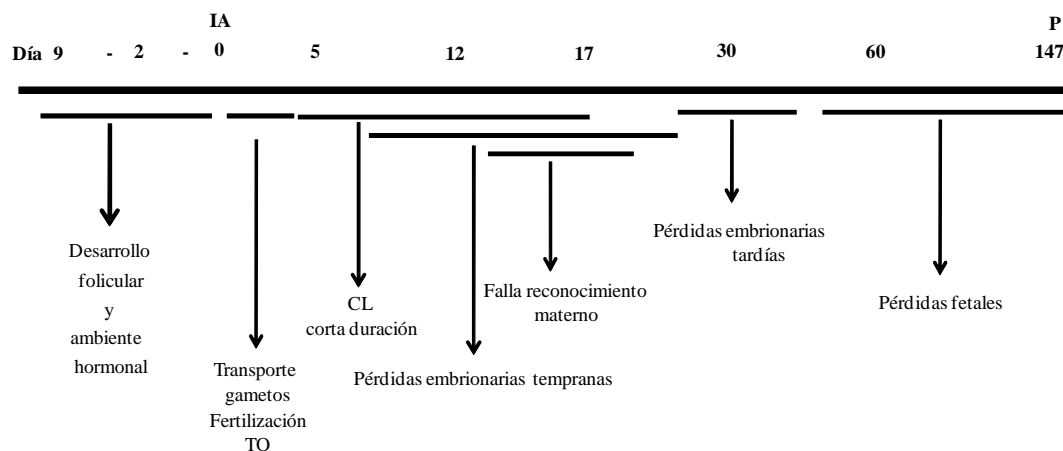 IA P
Día 9 - 2 - 0 5 12 17 30 60 147
Desarrollo
folicular
y
ambiente
hormonal
Transporte
gametos
Fertilización
TO
CL
corta duración
Pérdidas embrionarias tempranas
Falla reconocimiento
materno
Pérdidas embrionarias
tardías
Pérdidas fetales